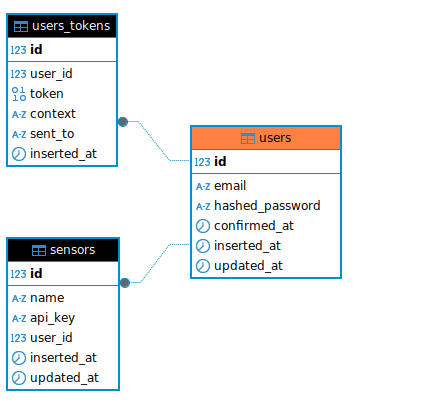 users_tokens
123 id
123 user_id
token
A-Z context
A-Z sent_to
inserted_at
users
123 id
A-Z email
A-Z hashed_password
confirmed_at
inserted_at
updated_at
sensors
123 id
A-Z name
A-Z api_key
123 user_id
inserted_at
updated_at